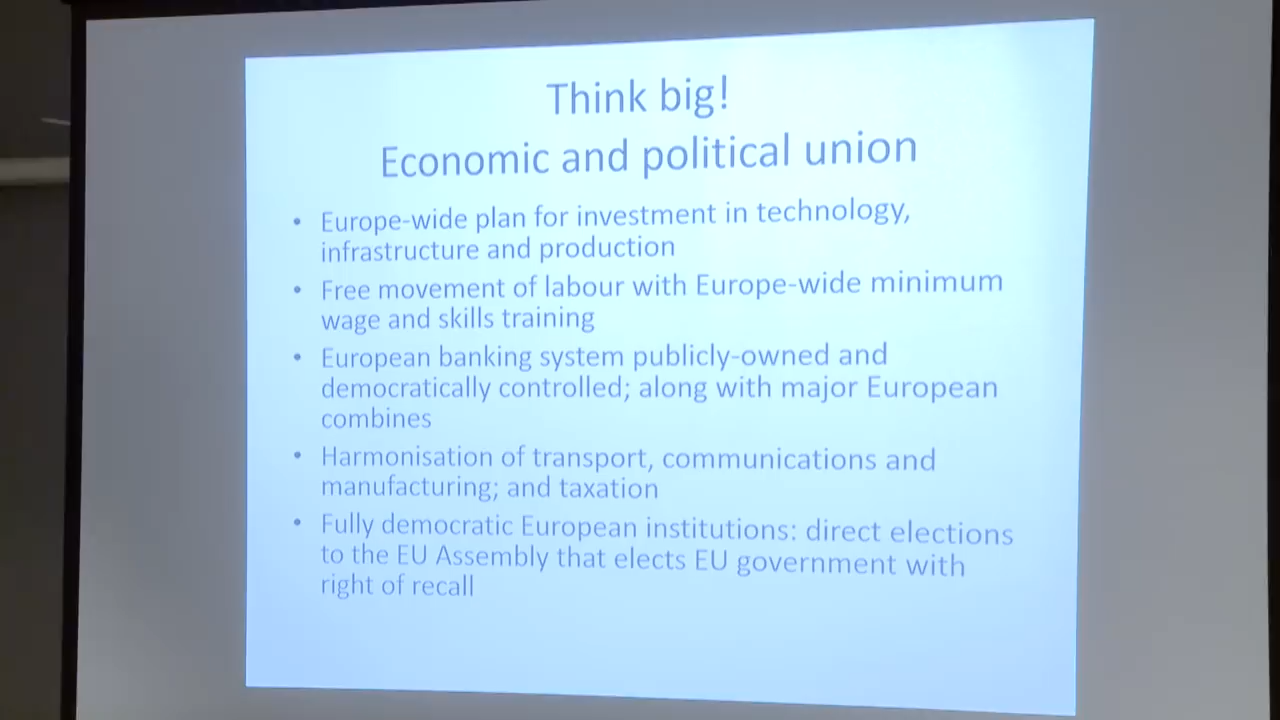 Think big!
Economic and political union
• Europe-wide plan for investment in technology,
infrastructure and production
• Free movement of labour with Europe-wide minimum
wage and skills training
• European banking system publicly-owned and
democratically controlled; along with major European
combines
• Harmonisation of transport, communications and
manufacturing; and taxation
• Fully democratic European institutions: direct elections
to the EU Assembly that elects EU government with
right of recall